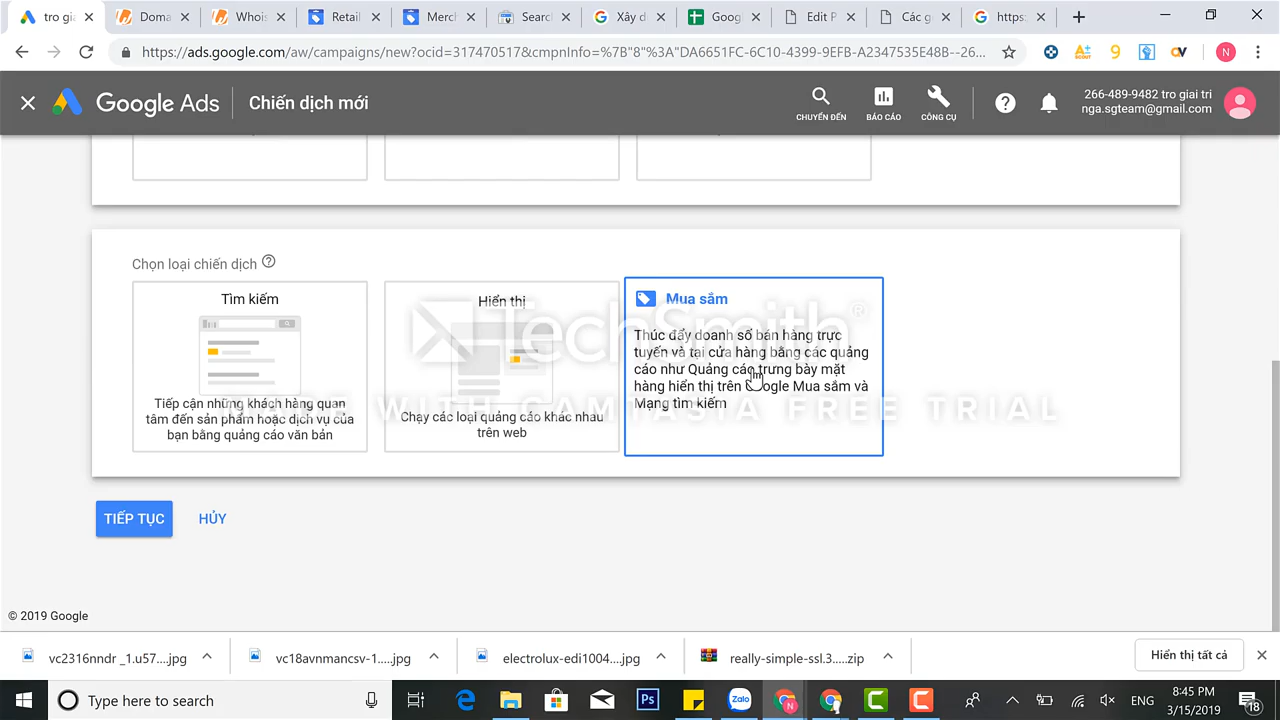 tro gia
Doma
Whois
Retail
Merc
Searc
Xây d
Googl
Edit P
Các g
https:
https://ads.google.com/aw/campaigns/new?ocid=317470517&cmpnInfo=%7B"8"%3A"DA6651FC-6C10-4399-9EFB-A2347535E48B--26...
Google Ads
Chiến dịch mới
CHUYỂN ĐẾN
BÁO CÁO
CÔNG CỤ
266-489-9482 tro giai tri
nga.sgteam@gmail.com
Chọn loại chiến dịch
Tìm kiếm
Tiếp cận những khách hàng quan
tâm đến sản phẩm hoặc dịch vụ của
bạn bằng quảng cáo văn bản
Hiển thị
Chạy các loại quảng cáo khác nhau
trên web
Mua sắm
Thúc đẩy doanh số bán hàng trực
tuyến và tại cửa hàng bằng các quảng
cáo như Quảng cáo trưng bày mặt
hàng hiển thị trên Google Mua sắm và
Mạng tìm kiếm
TechSmith®
MADE WITH CAMTASIA FREE TRIAL
TIẾP TỤC
HỦY
© 2019 Google
vc2316nndr _1.u57....jpg
vc18avnmancsv-1.....jpg
electrolux-edi1004....jpg
really-simple-ssl.3.....zip
Hiển thị tất cả
Type here to search
Ps
Zalo
N
ENG
8:45 PM
3/15/2019
18